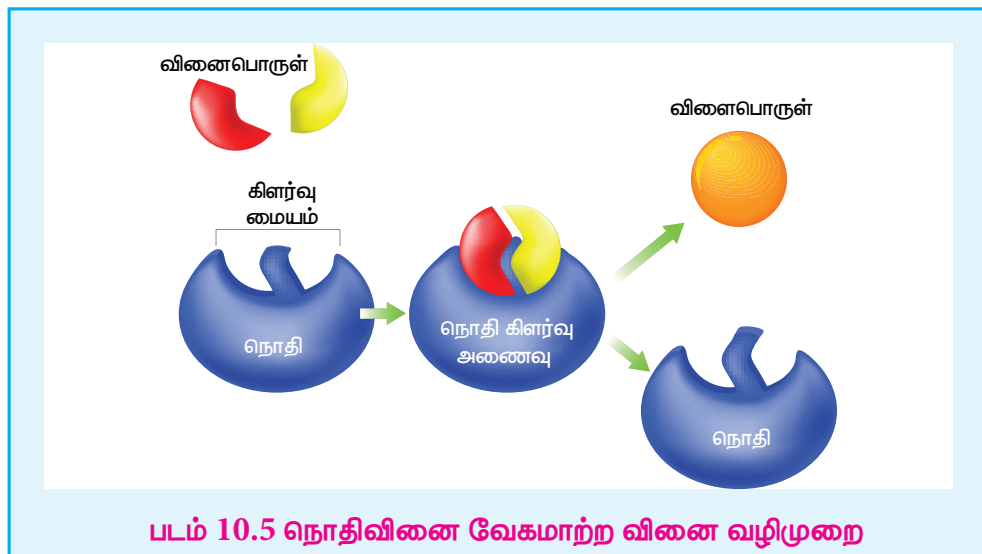 வினைபொருள்
விளைபொருள்
கிளர்வு
மையம்
நொதி
நொதி கிளர்வு
அணைவு
நொதி
படம் 10.5 நொதிவினை வேகமாற்ற வினை வழிமுறை